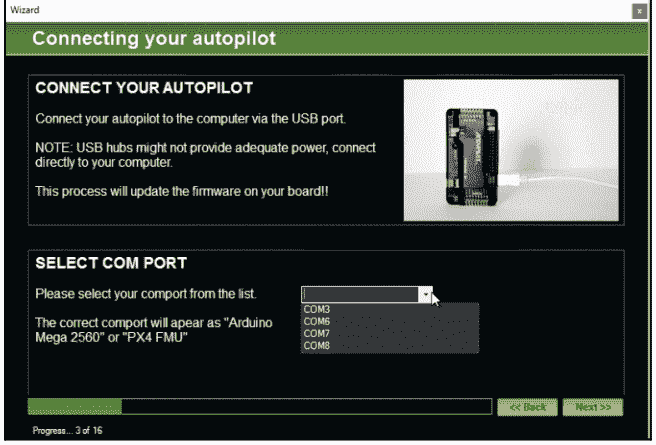 Wizard
x
Connecting your autopilot
CONNECT YOUR AUTOPILOT
Connect your autopilot to the computer via the USB port.
NOTE: USB hubs might not provide adequate power, connect
directly to your computer.
This process will update the firmware on your board!!
SELECT COM PORT
Please select your comport from the list.
The correct comport will apear as "Arduino
Mega 2560" or "PX4 FMU"
COM3
COM6
COM7
COM8
<< Back
Next >>
Progress... 3 of 16